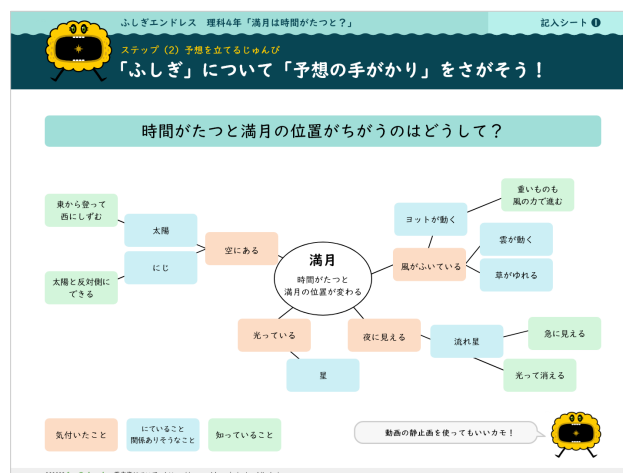 ふしぎエンドレス 理科4年「満月は時間がたつと？」
記入シート❶
ステップ（2）予想を立てるじゅんび
「ふしぎ」について「予想の手がかり」をさがそう！
時間がたつと満月の位置がちがうのはどうして？
東から登って
西にしずむ
太陽
にじ
太陽と反対側に
できる
空にある
満月
時間がたつと
満月の位置が変わる
ヨットが動く
重いものも
風の力で進む
風がふいている
雲が動く
草がゆれる
光っている
星
夜に見える
流れ星
急に見える
光って消える
気付いたこと
にていること
関係ありそうなこと
知っていること
動画の静止画を使ってもいいカモ！